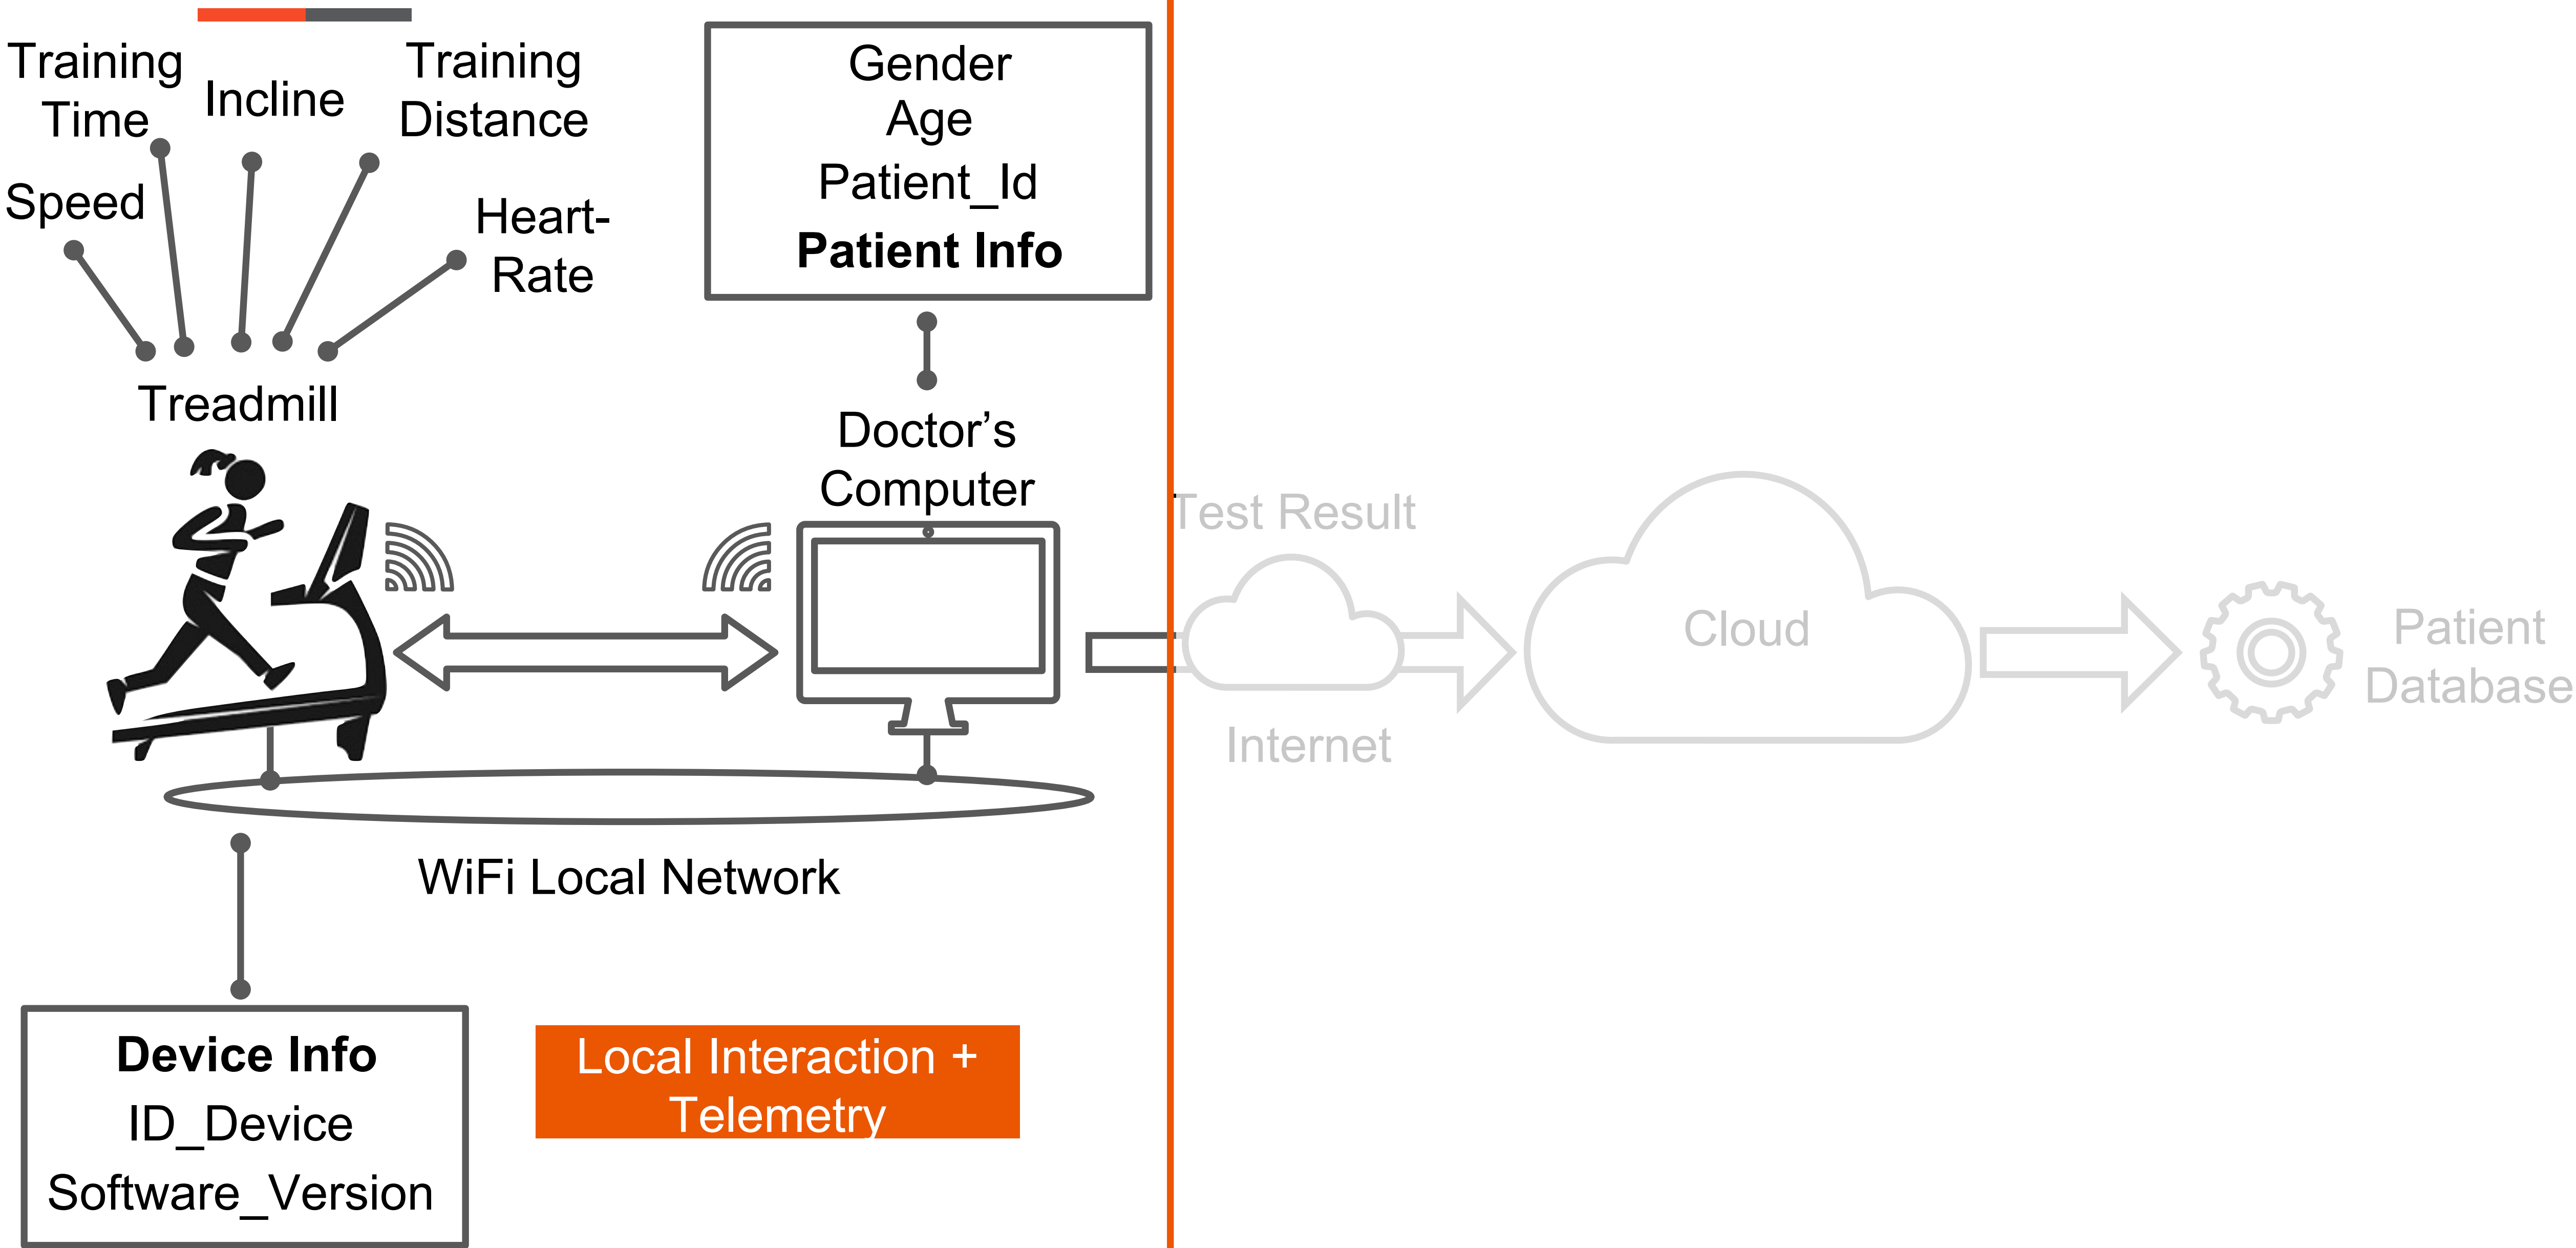 Training
Time
Incline
Training
Distance
Speed
Heart-
Rate
Treadmill
Gender
Age
Patient_Id
Patient Info
Doctor’s
Computer
Test Result
Internet
Cloud
Patient
Database
WiFi Local Network
Device Info
ID_Device
Software_Version
Local Interaction +
Telemetry